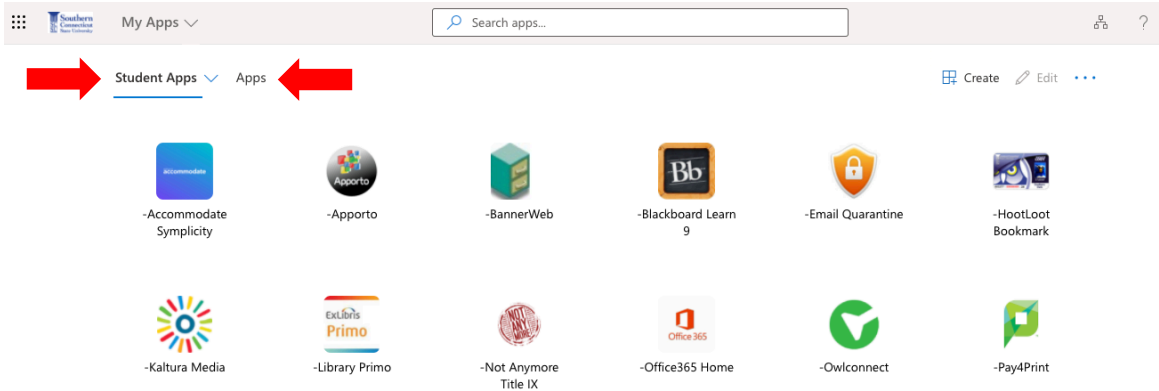 Southern
Connecticut
State University
My Apps
Search apps...
?
Student Apps
Apps
Create
Edit
accommodate
Apporto
Bb
-Accommodate
Symplicity
-Apporto
-BannerWeb
-Blackboard Learn
9
-Email Quarantine
-HootLoot
Bookmark
ExLibris
Primo
NOT
ANY
MORE
Office 365
-Kaltura Media
-Library Primo
-Not Anymore
Title IX
-Office365 Home
-Owlconnect
-Pay4Print